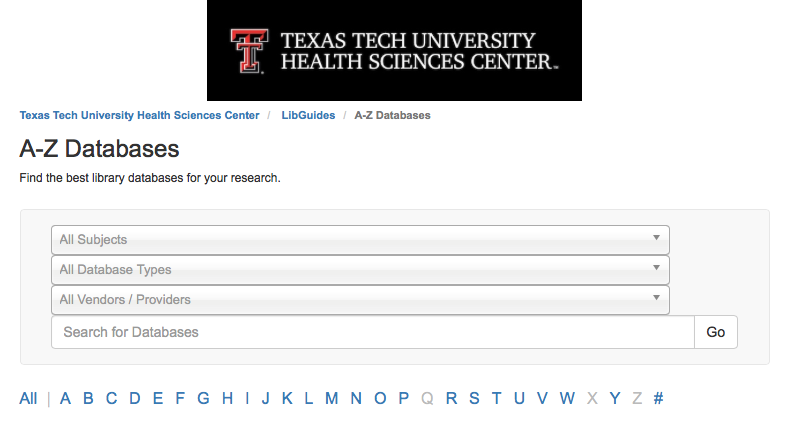 TEXAS TECH UNIVERSITY
HEALTH SCIENCES CENTER™
Texas Tech University Health Sciences Center / LibGuides / A-Z Databases
A-Z Databases
Find the best library databases for your research.
All Subjects
All Database Types
All Vendors / Providers
Search for Databases Go
All | A B C D E F G H I J K L M N O P Q R S T U V W X Y Z #